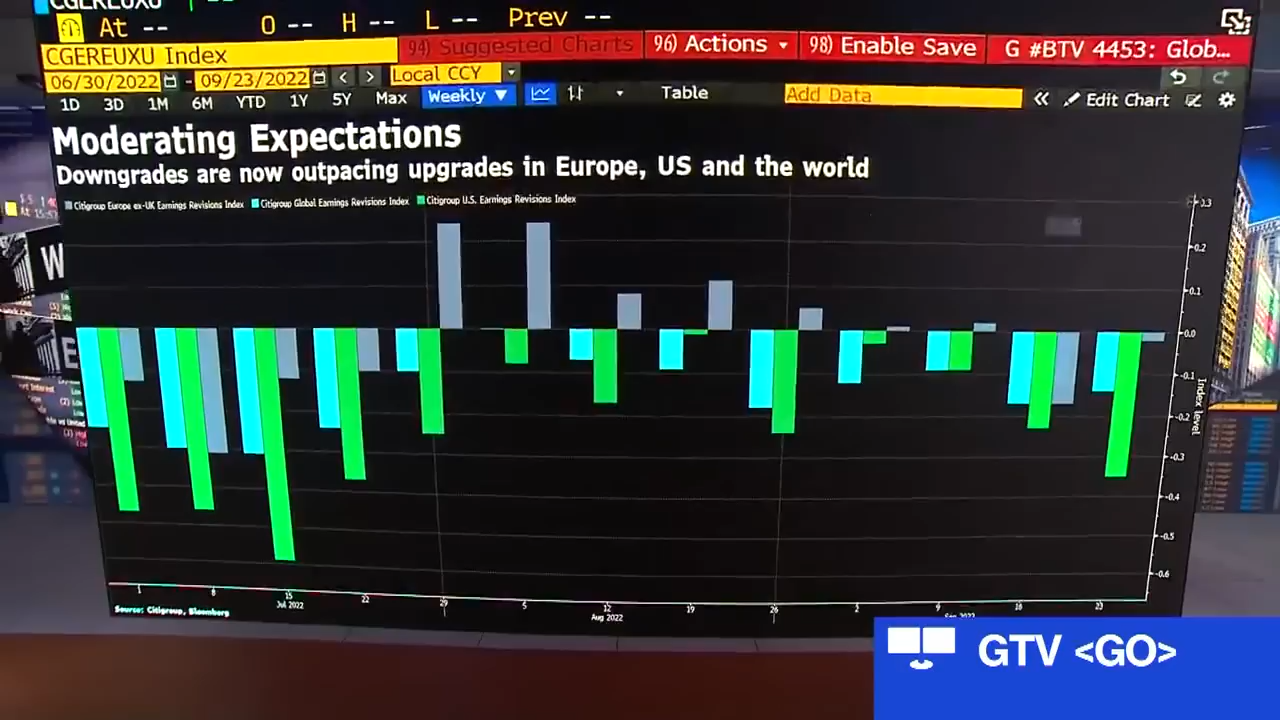 CGEREUXU
At -- O -- H -- L -- Prev --
CGEREUXU Index 94) Suggested Charts 96) Actions 98) Enable Save G #BTV 4453: Glob...
06/30/2022 - 09/23/2022 Local CCY
1D 3D 1M 6M YTD 1Y 5Y Max Weekly Table Add Data Edit Chart
Moderating Expectations
Downgrades are now outpacing upgrades in Europe, US and the world
Citigroup Europe ex-UK Earnings Revisions Index Citigroup Global Earnings Revisions Index Citigroup U.S. Earnings Revisions Index
0.3
0.2
0.1
0.0
-0.1
-0.2
-0.3
-0.4
-0.5
-0.6
Index level
1 8 15 22 29 5 12 19 26 2 9 16 23
Jul 2022 Aug 2022 Sep 2022
Source: Citigroup, Bloomberg
GTV <GO>